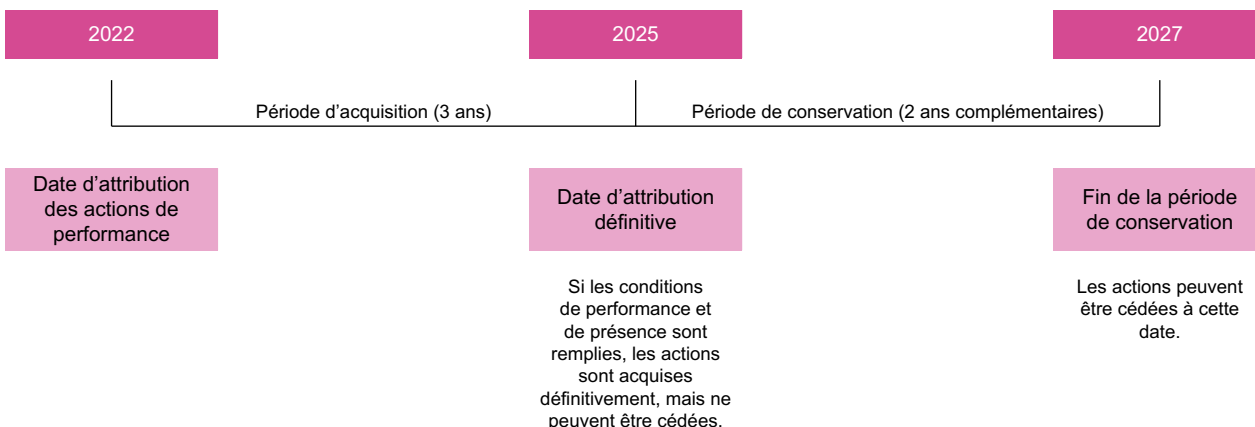 2022
2025
2027
Période d’acquisition (3 ans)
Période de conservation (2 ans complémentaires)
Date d’attribution
des actions de
performance
Date d’attribution
définitive
Fin de la période
de conservation
Si les conditions
de performance et
de présence sont
remplies, les actions
sont acquises
définitivement, mais ne
peuvent être cédées.
Les actions peuvent
être cédées à cette
date.